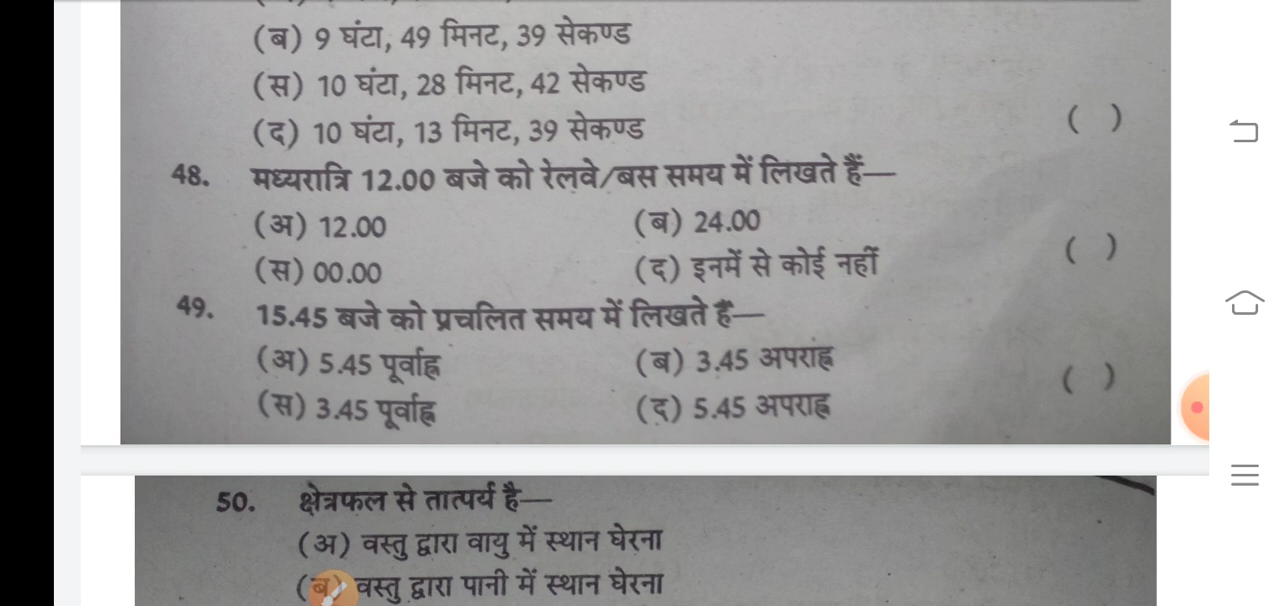 (ब) 9 घंटा, 49 मिनट, 39 सेकण्ड
(स) 10 घंटा, 28 मिनट, 42 सेकण्ड
(द) 10 घंटा, 13 मिनट, 39 सेकण्ड ( )
48. मध्यरात्रि 12.00 बजे को रेलवे/बस समय में लिखते हैं—
(अ) 12.00 (ब) 24.00
(स) 00.00 (द) इनमें से कोई नहीं ( )
49. 15.45 बजे को प्रचलित समय में लिखते हैं—
(अ) 5.45 पूर्वाह्न (ब) 3.45 अपराह्न ( )
(स) 3.45 पूर्वाह्न (द) 5.45 अपराह्न
50. क्षेत्रफल से तात्पर्य है—
(अ) वस्तु द्वारा वायु में स्थान घेरना
(ब) वस्तु द्वारा पानी में स्थान घेरना